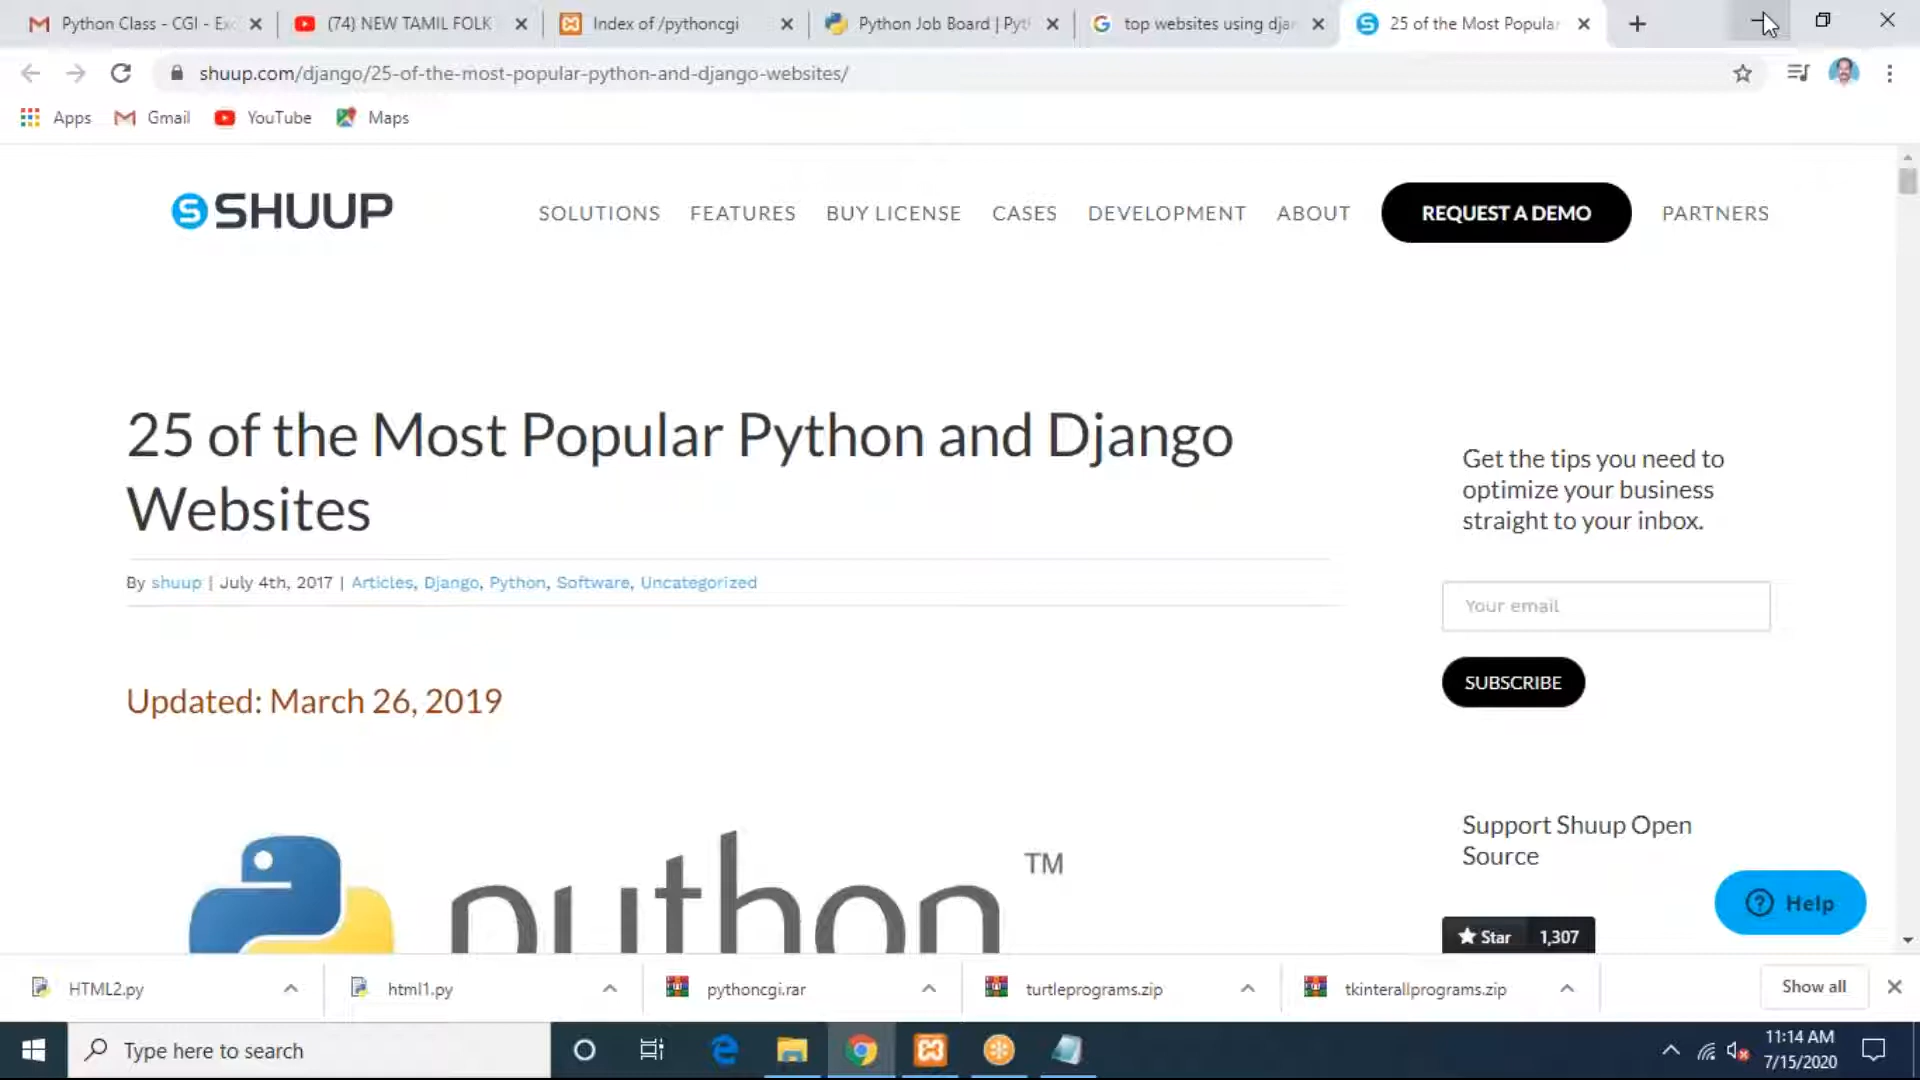 Python Class - CGI - Ex
(74) NEW TAMIL FOLK
Index of /pythoncgi
Python Job Board | Pyt
top websites using djan
25 of the Most Popular
shuup.com/django/25-of-the-most-popular-python-and-django-websites/
Apps
Gmail
YouTube
Maps
SHUUP
SOLUTIONS
FEATURES
BUY LICENSE
CASES
DEVELOPMENT
ABOUT
REQUEST A DEMO
PARTNERS
25 of the Most Popular Python and Django
Websites
By shuup | July 4th, 2017 | Articles, Django, Python, Software, Uncategorized
Updated: March 26, 2019
python TM
Get the tips you need to
optimize your business
straight to your inbox.
Your email
SUBSCRIBE
Support Shuup Open
Source
Star 1,307
Help
HTML2.py
html1.py
pythoncgi.rar
turtleprograms.zip
tkinterallprograms.zip
Show all
Type here to search
11:14 AM
7/15/2020